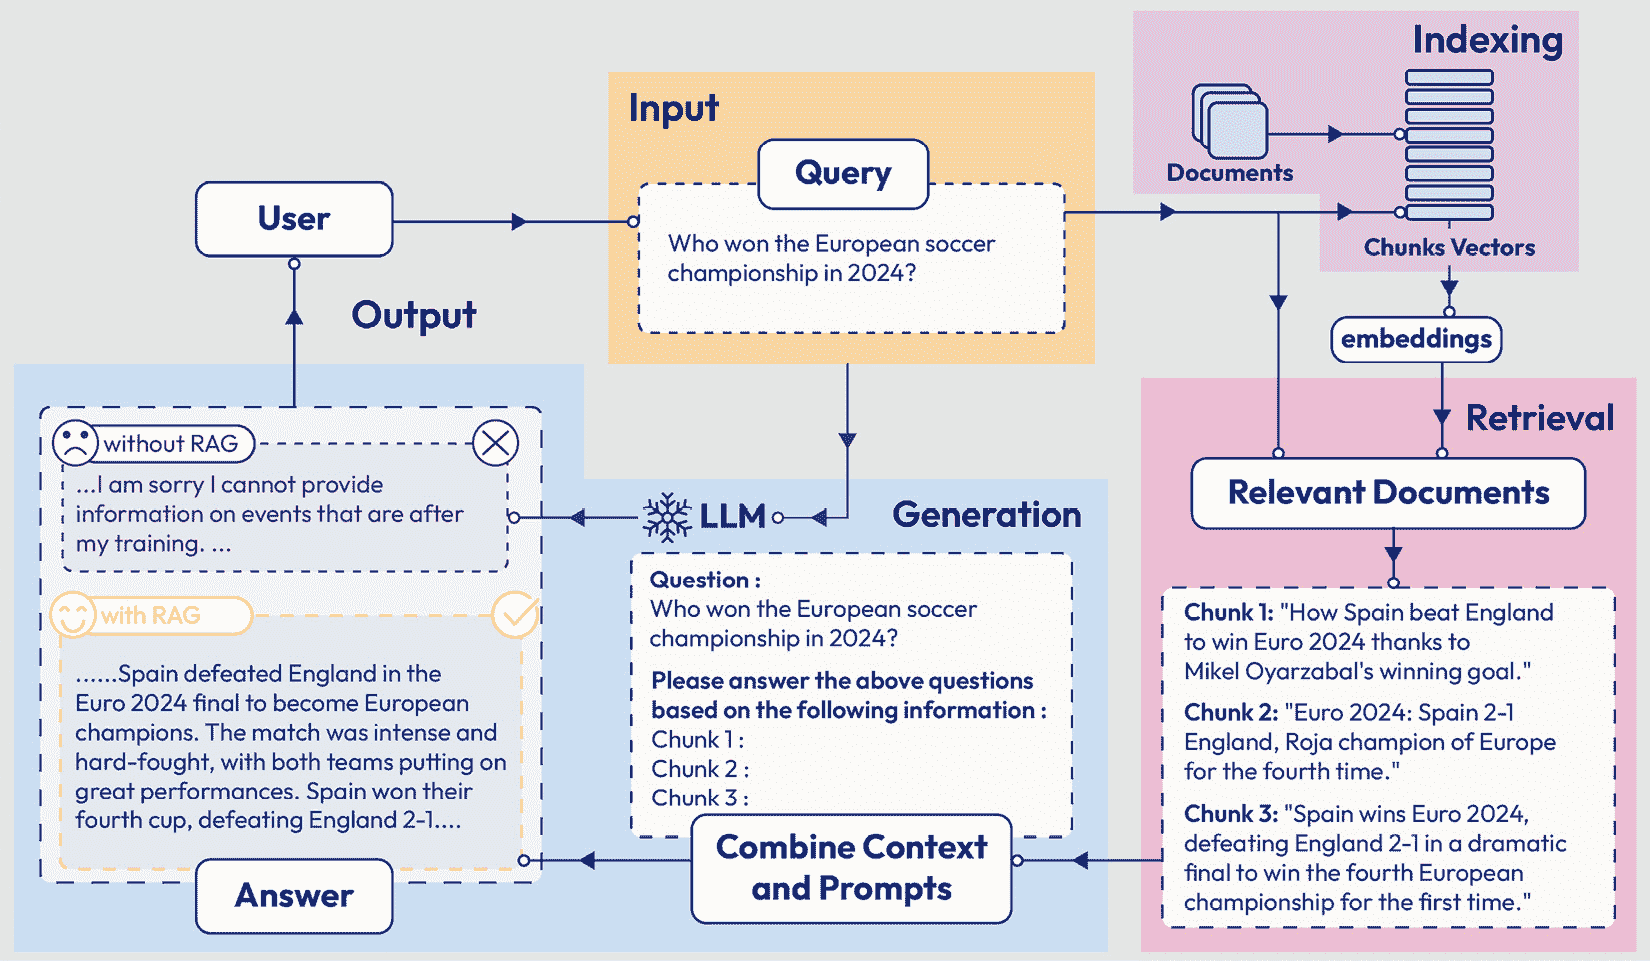 Indexing
Documents
Chunks Vectors
Input
Query
Who won the European soccer
championship in 2024?
User
Output
embeddings
Retrieval
Relevant Documents
Chunk 1: "How Spain beat England
to win Euro 2024 thanks to
Mikel Oyarzabal's winning goal."
Chunk 2: "Euro 2024: Spain 2-1
England, Roja champion of Europe
for the fourth time."
Chunk 3: "Spain wins Euro 2024,
defeating England 2-1 in a dramatic
final to win the fourth European
championship for the first time."
Generation
LLM
Question :
Who won the European soccer
championship in 2024?
Please answer the above questions
based on the following information :
Chunk 1 :
Chunk 2 :
Chunk 3 :
Combine Context
and Prompts
without RAG
...I am sorry I cannot provide
information on events that are after
my training. ...
with RAG
......Spain defeated England in the
Euro 2024 final to become European
champions. The match was intense and
hard-fought, with both teams putting on
great performances. Spain won their
fourth cup, defeating England 2-1....
Answer